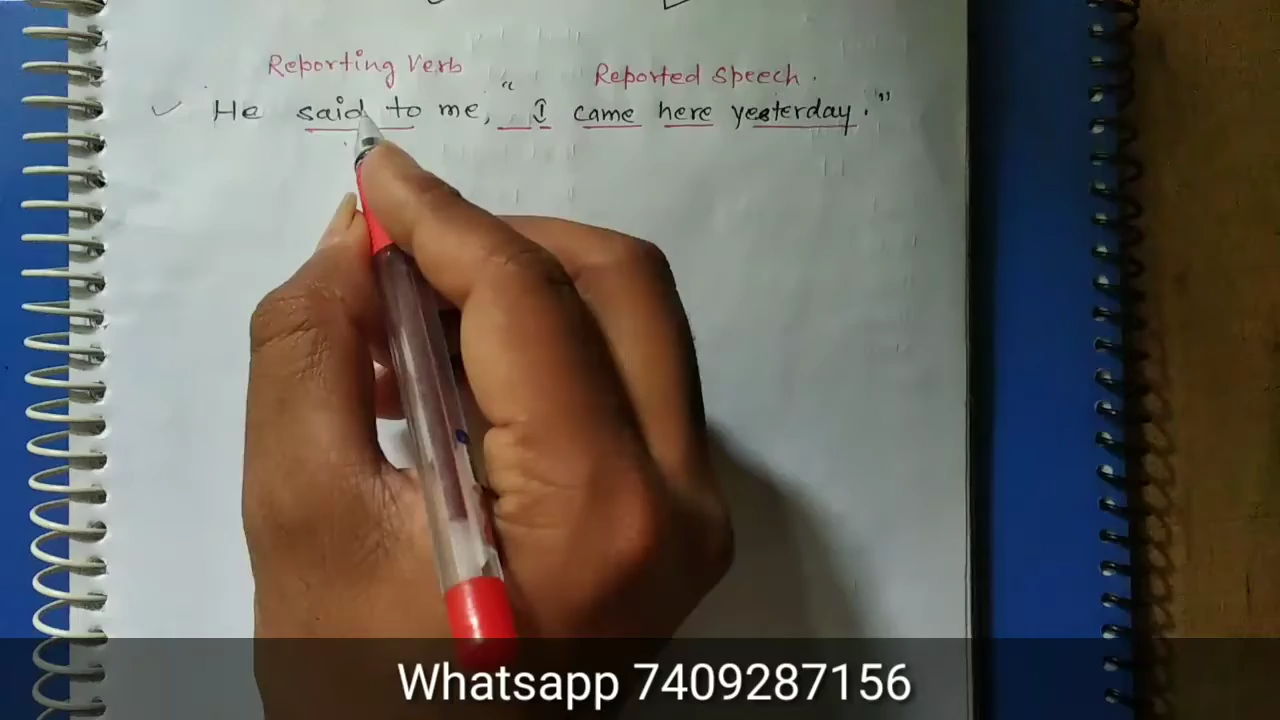 Reporting Verb Reported speech.
✓ He said to me, “ I came here yesterday.”
Whatsapp 7409287156